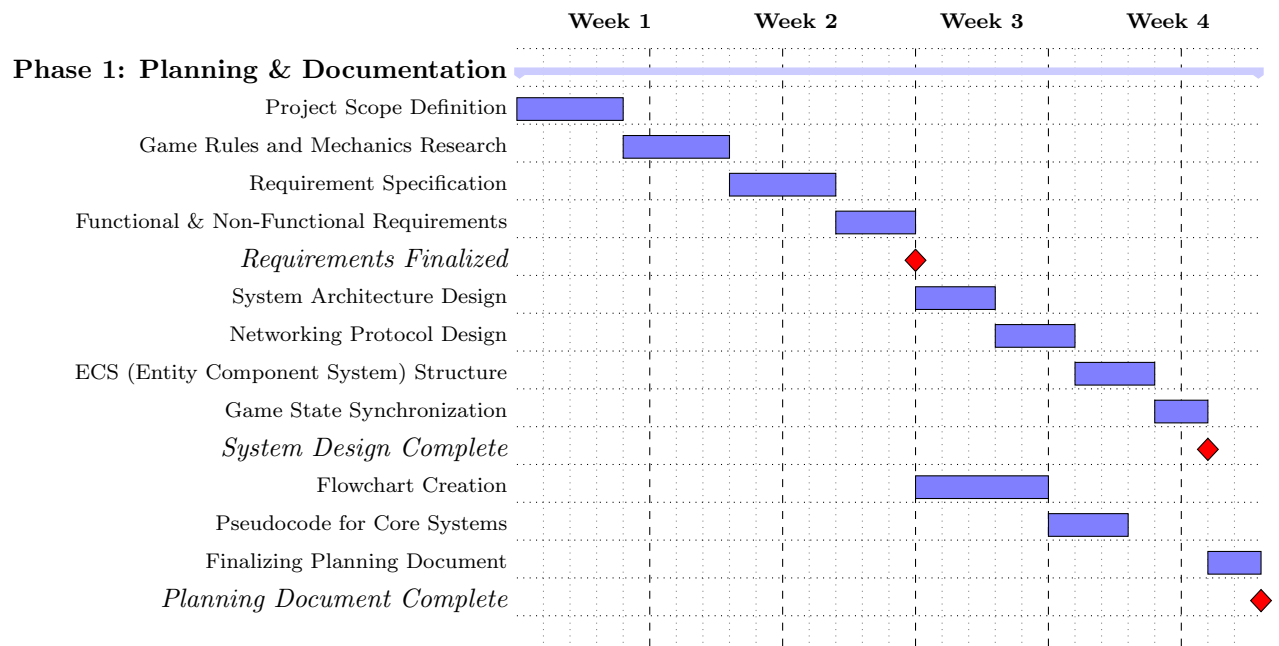 Week 1 Week 2 Week 3 Week 4
Phase 1: Planning & Documentation
Project Scope Definition
Game Rules and Mechanics Research
Requirement Specification
Functional & Non-Functional Requirements
Requirements Finalized
System Architecture Design
Networking Protocol Design
ECS (Entity Component System) Structure
Game State Synchronization
System Design Complete
Flowchart Creation
Pseudocode for Core Systems
Finalizing Planning Document
Planning Document Complete